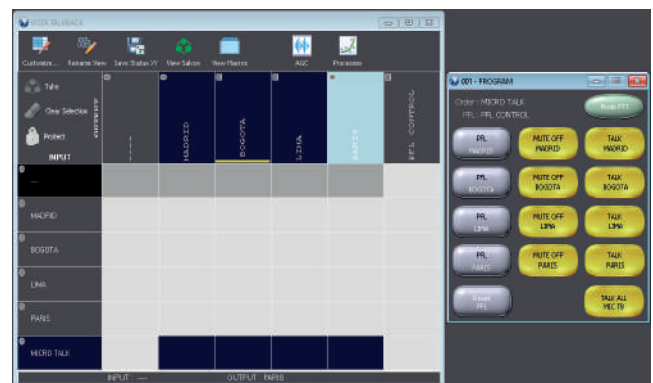 VISTA TALKBACK
Customize... Rename View Save Status XY View Salvos View Macros AGC Processes
Take
Clear Selection
Protect
OUTPUT
INPUT
---
MADRID
BOGOTA
LIMA
PARIS
PFL CONTROL
---
MADRID
BOGOTA
LIMA
PARIS
MICRO TALK
INPUT : --- OUTPUT : PARIS
001 - PROGRAM
Order : MICRO TALK
PFL : PFL CONTROL
PFL MADRID
MUTE OFF MADRID
TALK MADRID
PFL BOGOTA
MUTE OFF BOGOTA
TALK BOGOTA
PFL LIMA
MUTE OFF LIMA
TALK LIMA
PFL PARIS
MUTE OFF PARIS
TALK PARIS
Reset PFL
TALK ALL MIC TB